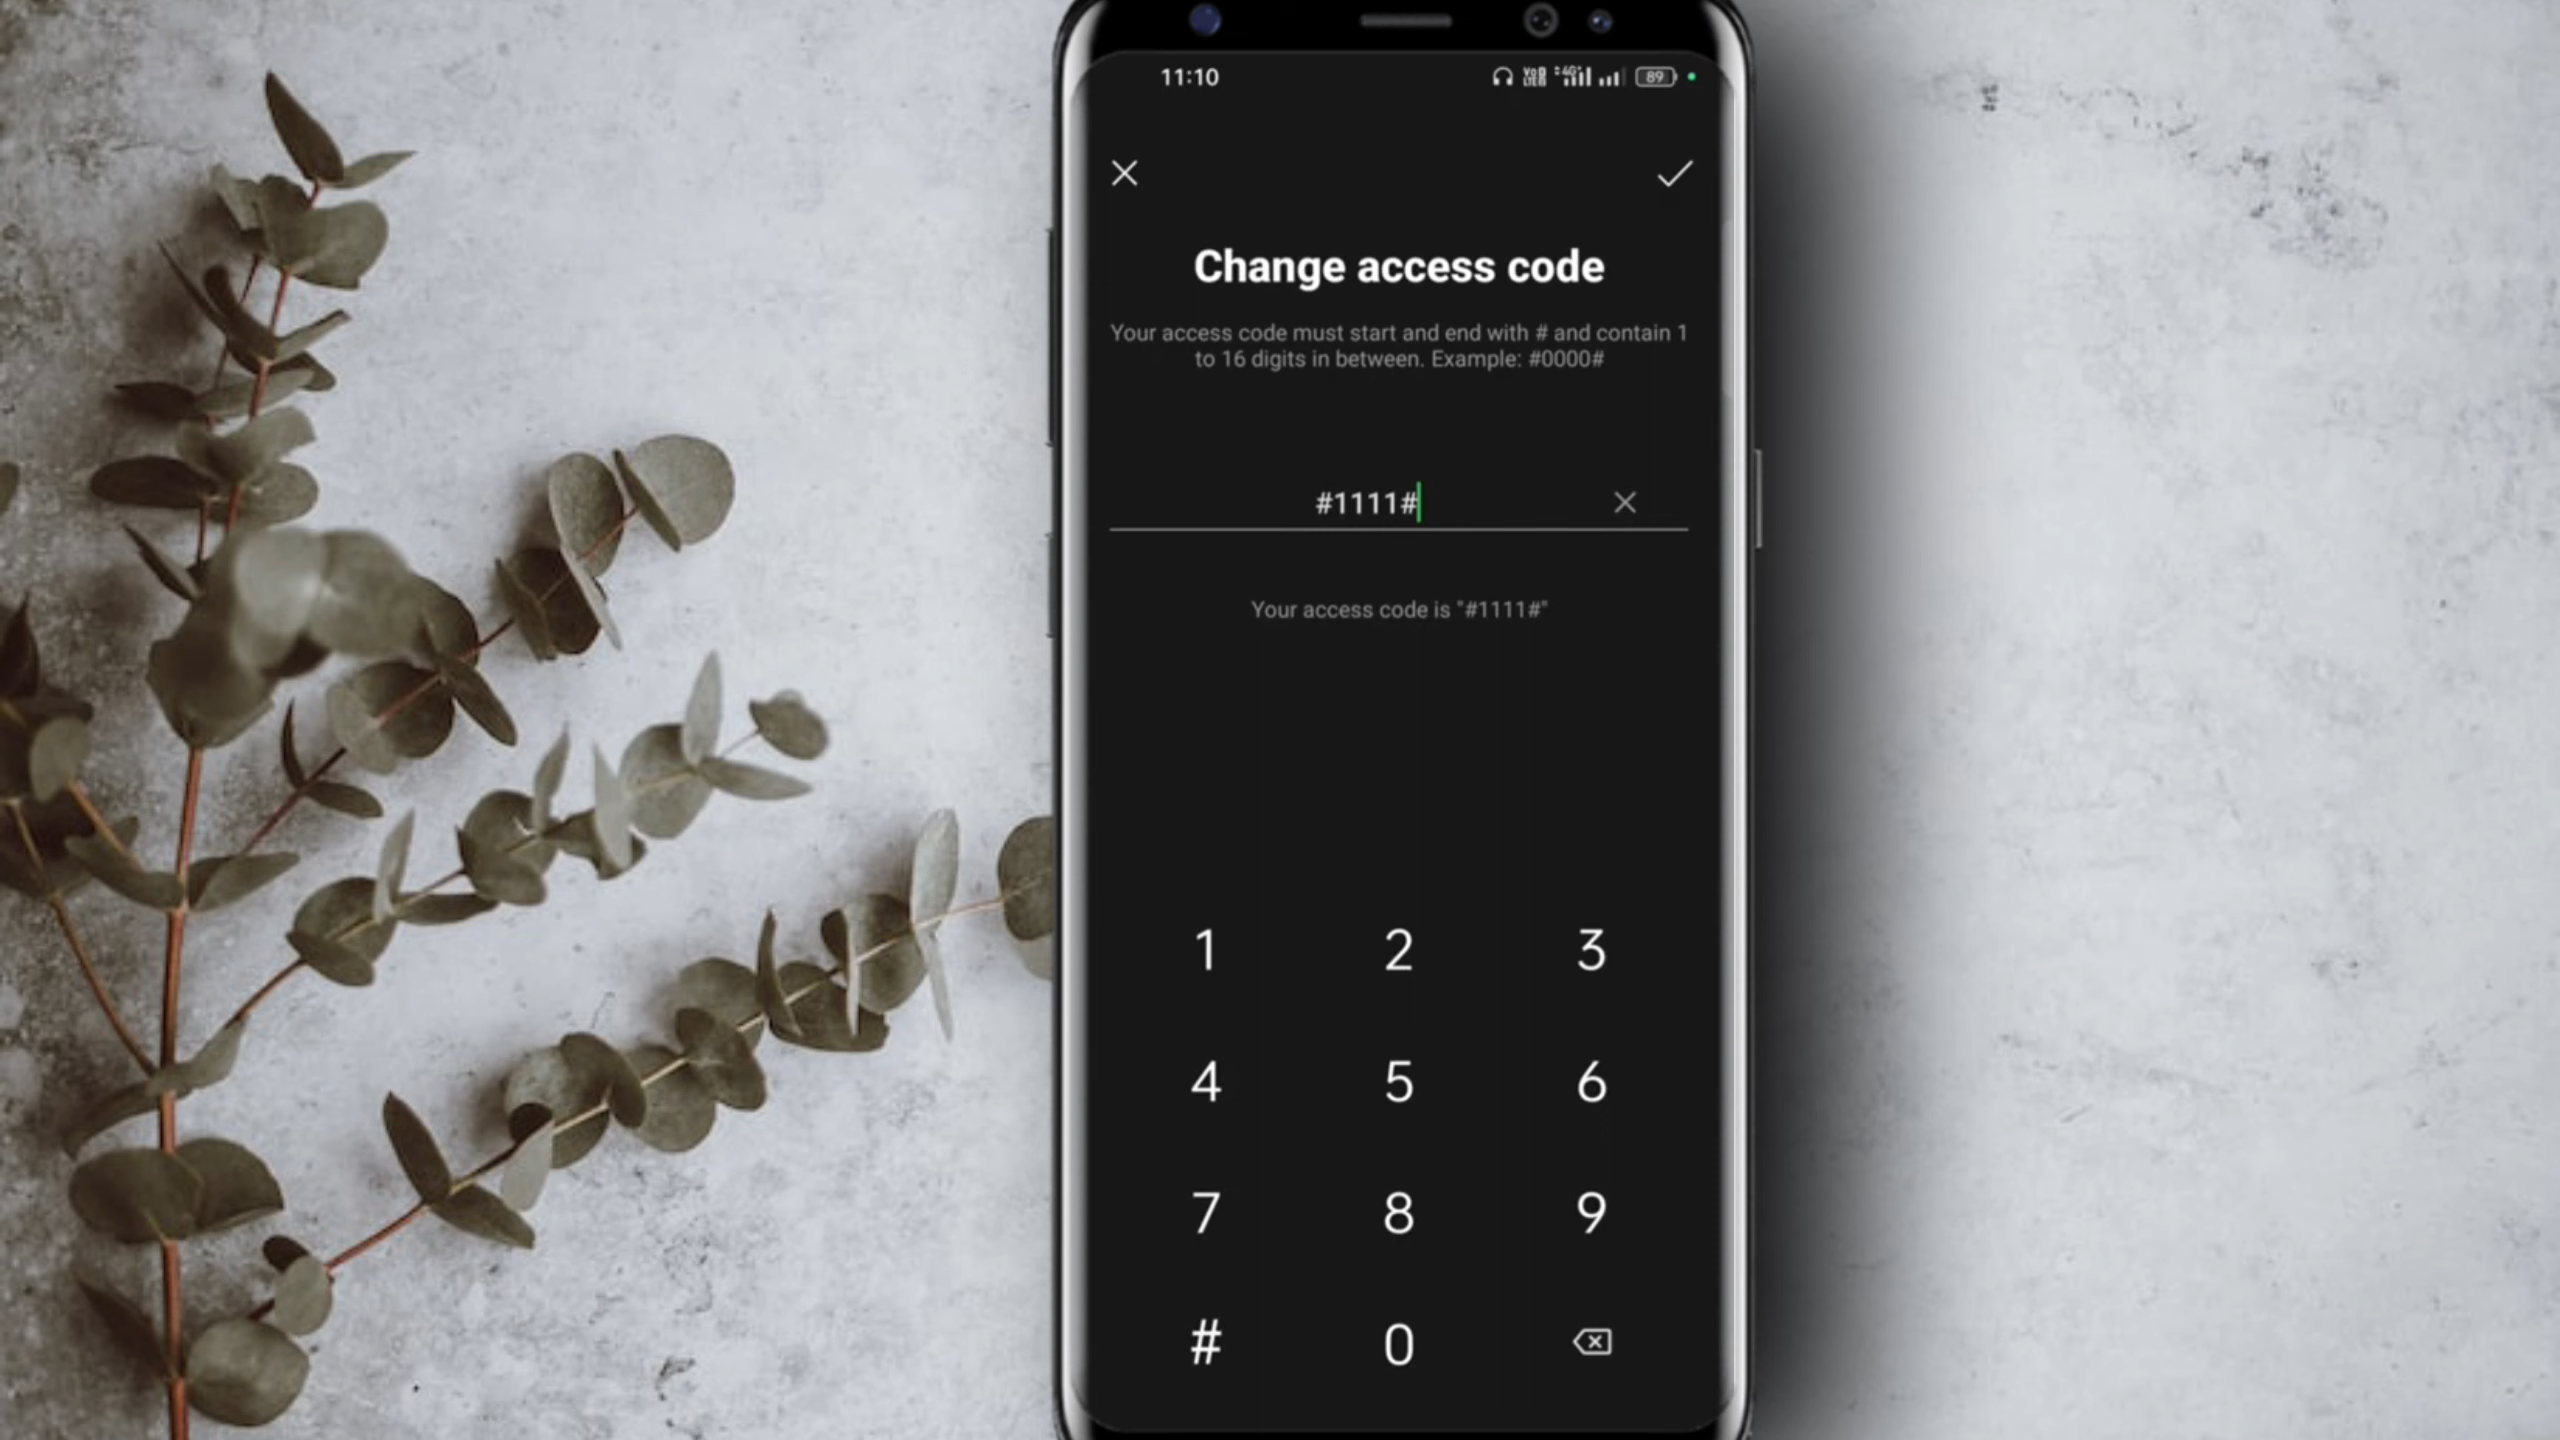 11:10
89
Change access code
Your access code must start and end with # and contain 1
to 16 digits in between. Example: #0000#
#1111#
Your access code is "#1111#"
1 2 3
4 5 6
7 8 9
# 0